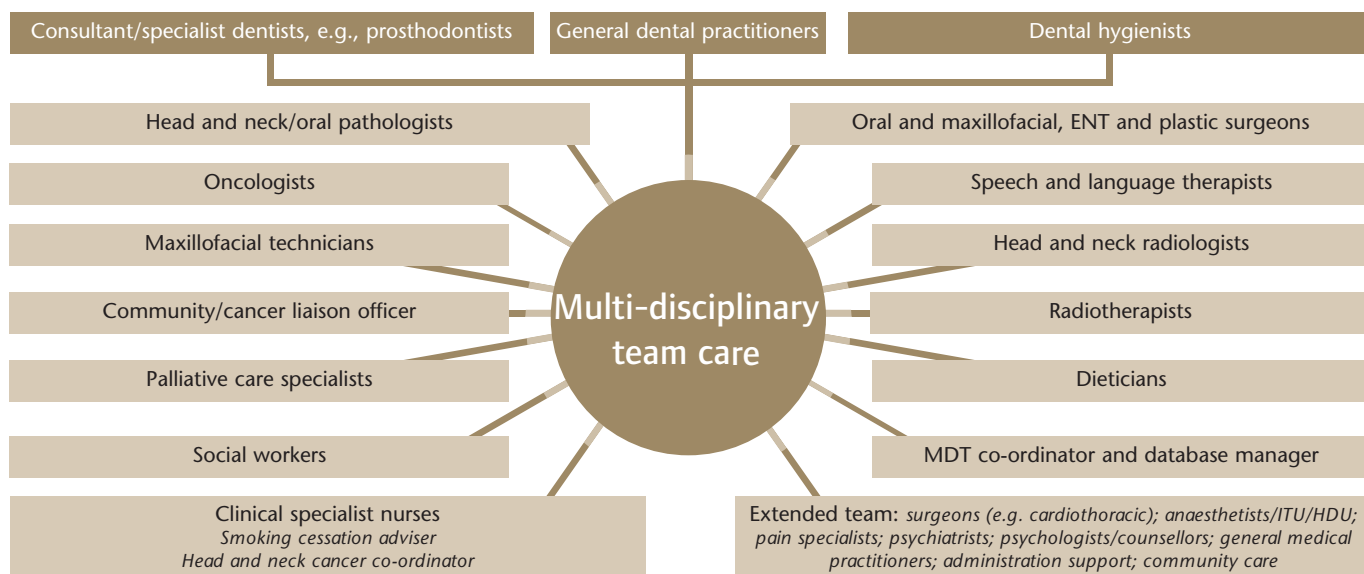 Consultant/specialist dentists, e.g., prosthodontists
General dental practitioners
Dental hygienists
Head and neck/oral pathologists
Oral and maxillofacial, ENT and plastic surgeons
Oncologists
Speech and language therapists
Maxillofacial technicians
Head and neck radiologists
Multi-disciplinary
team care
Community/cancer liaison officer
Radiotherapists
Palliative care specialists
Dieticians
Social workers
MDT co-ordinator and database manager
Clinical specialist nurses
Smoking cessation adviser
Head and neck cancer co-ordinator
Extended team: surgeons (e.g. cardiothoracic); anaesthetists/ITU/HDU;
pain specialists; psychiatrists; psychologists/counsellors; general medical
practitioners; administration support; community care